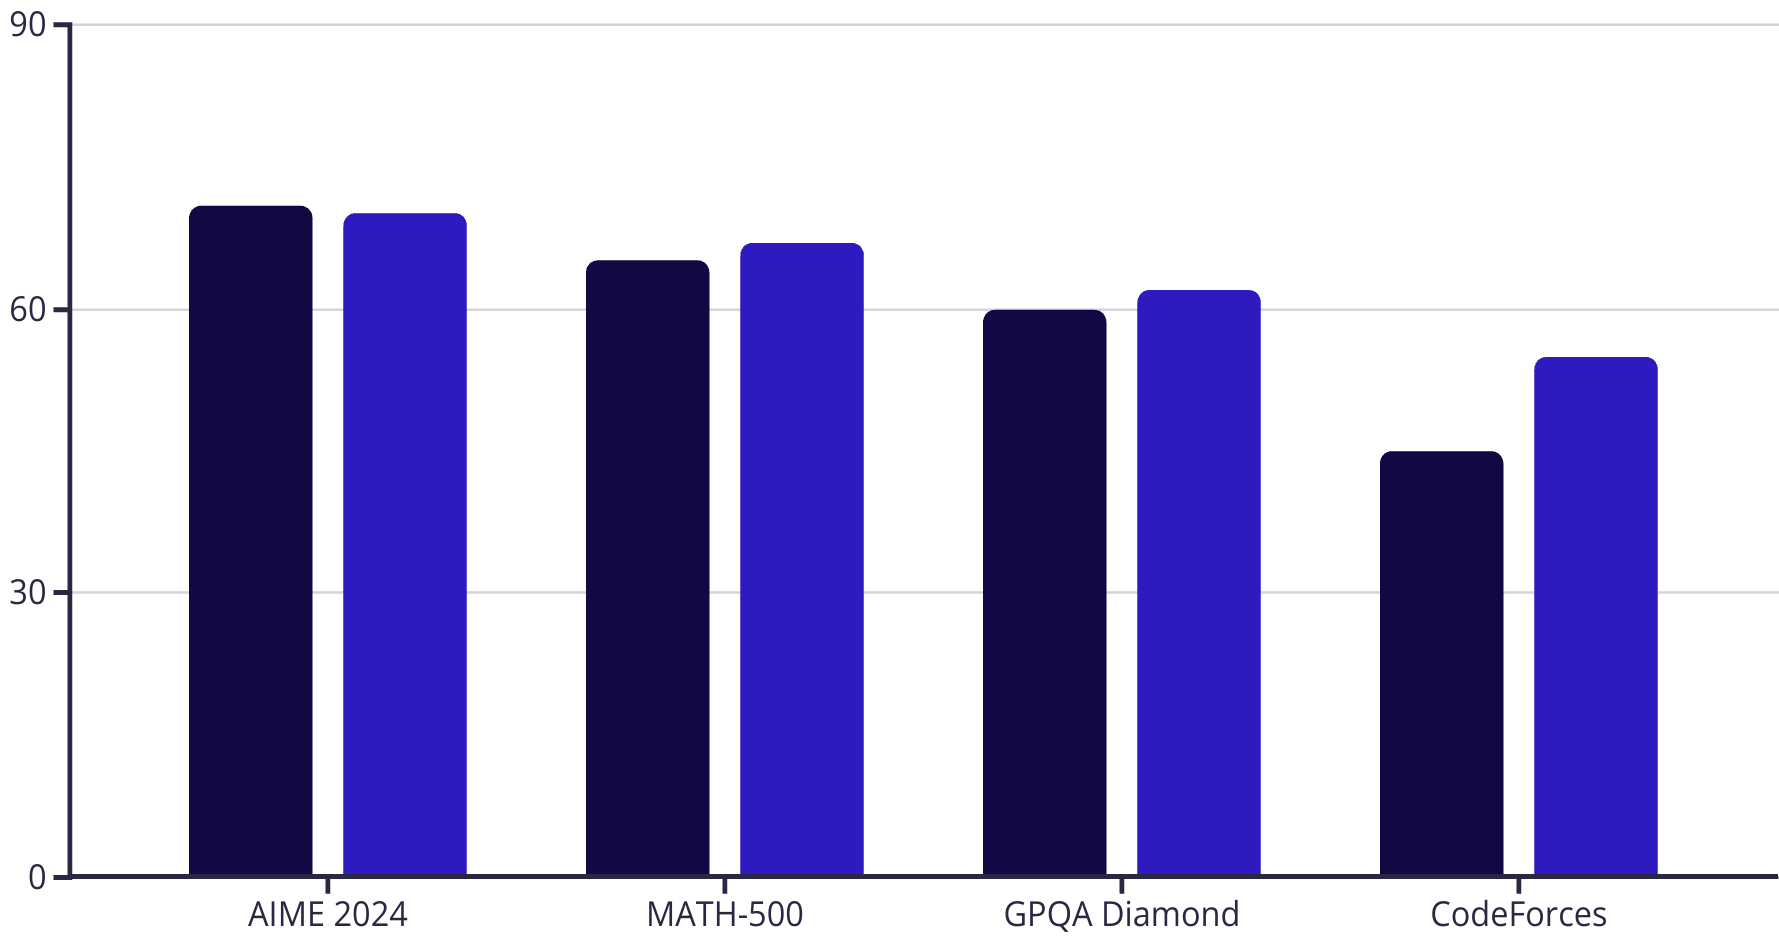 90
60
30
0
AIME 2024
MATH-500
GPQA Diamond
CodeForces